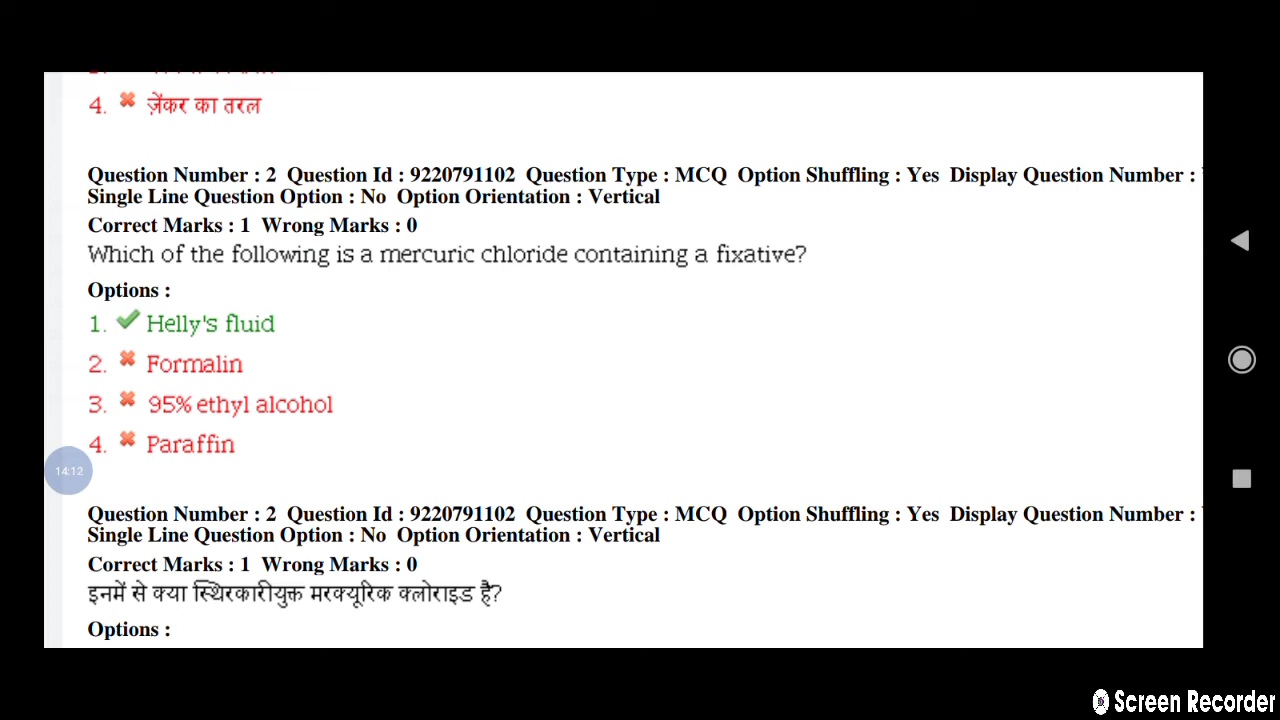 4. ज़ेंकर का तरल
Question Number : 2 Question Id : 9220791102 Question Type : MCQ Option Shuffling : Yes Display Question Number :
Single Line Question Option : No Option Orientation : Vertical
Correct Marks : 1 Wrong Marks : 0
Which of the following is a mercuric chloride containing a fixative?
Options :
1. Helly's fluid
2. Formalin
3. 95% ethyl alcohol
4. Paraffin
14:12
Question Number : 2 Question Id : 9220791102 Question Type : MCQ Option Shuffling : Yes Display Question Number :
Single Line Question Option : No Option Orientation : Vertical
Correct Marks : 1 Wrong Marks : 0
इनमें से क्या स्थिरकारीयुक्त मरक्यूरिक क्लोराइड है?
Options :
Screen Recorder